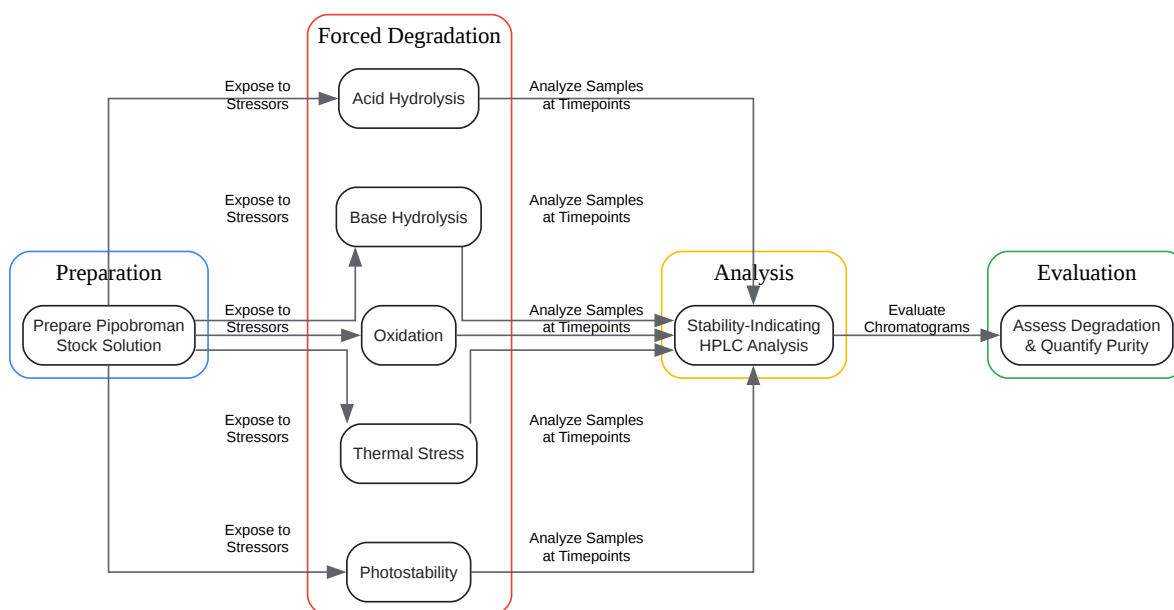 Forced Degradation
Expose to
Stressors
Acid Hydrolysis
Analyze Samples
at Timepoints
Expose to
Stressors
Base Hydrolysis
Analyze Samples
at Timepoints
Preparation
Prepare Pipobroman
Stock Solution
Expose to
Stressors
Oxidation
Analyze Samples
at Timepoints
Analysis
Stability-Indicating
HPLC Analysis
Evaluate
Chromatograms
Evaluation
Assess Degradation
& Quantify Purity
Expose to
Stressors
Thermal Stress
Analyze Samples
at Timepoints
Expose to
Stressors
Photostability
Analyze Samples
at Timepoints